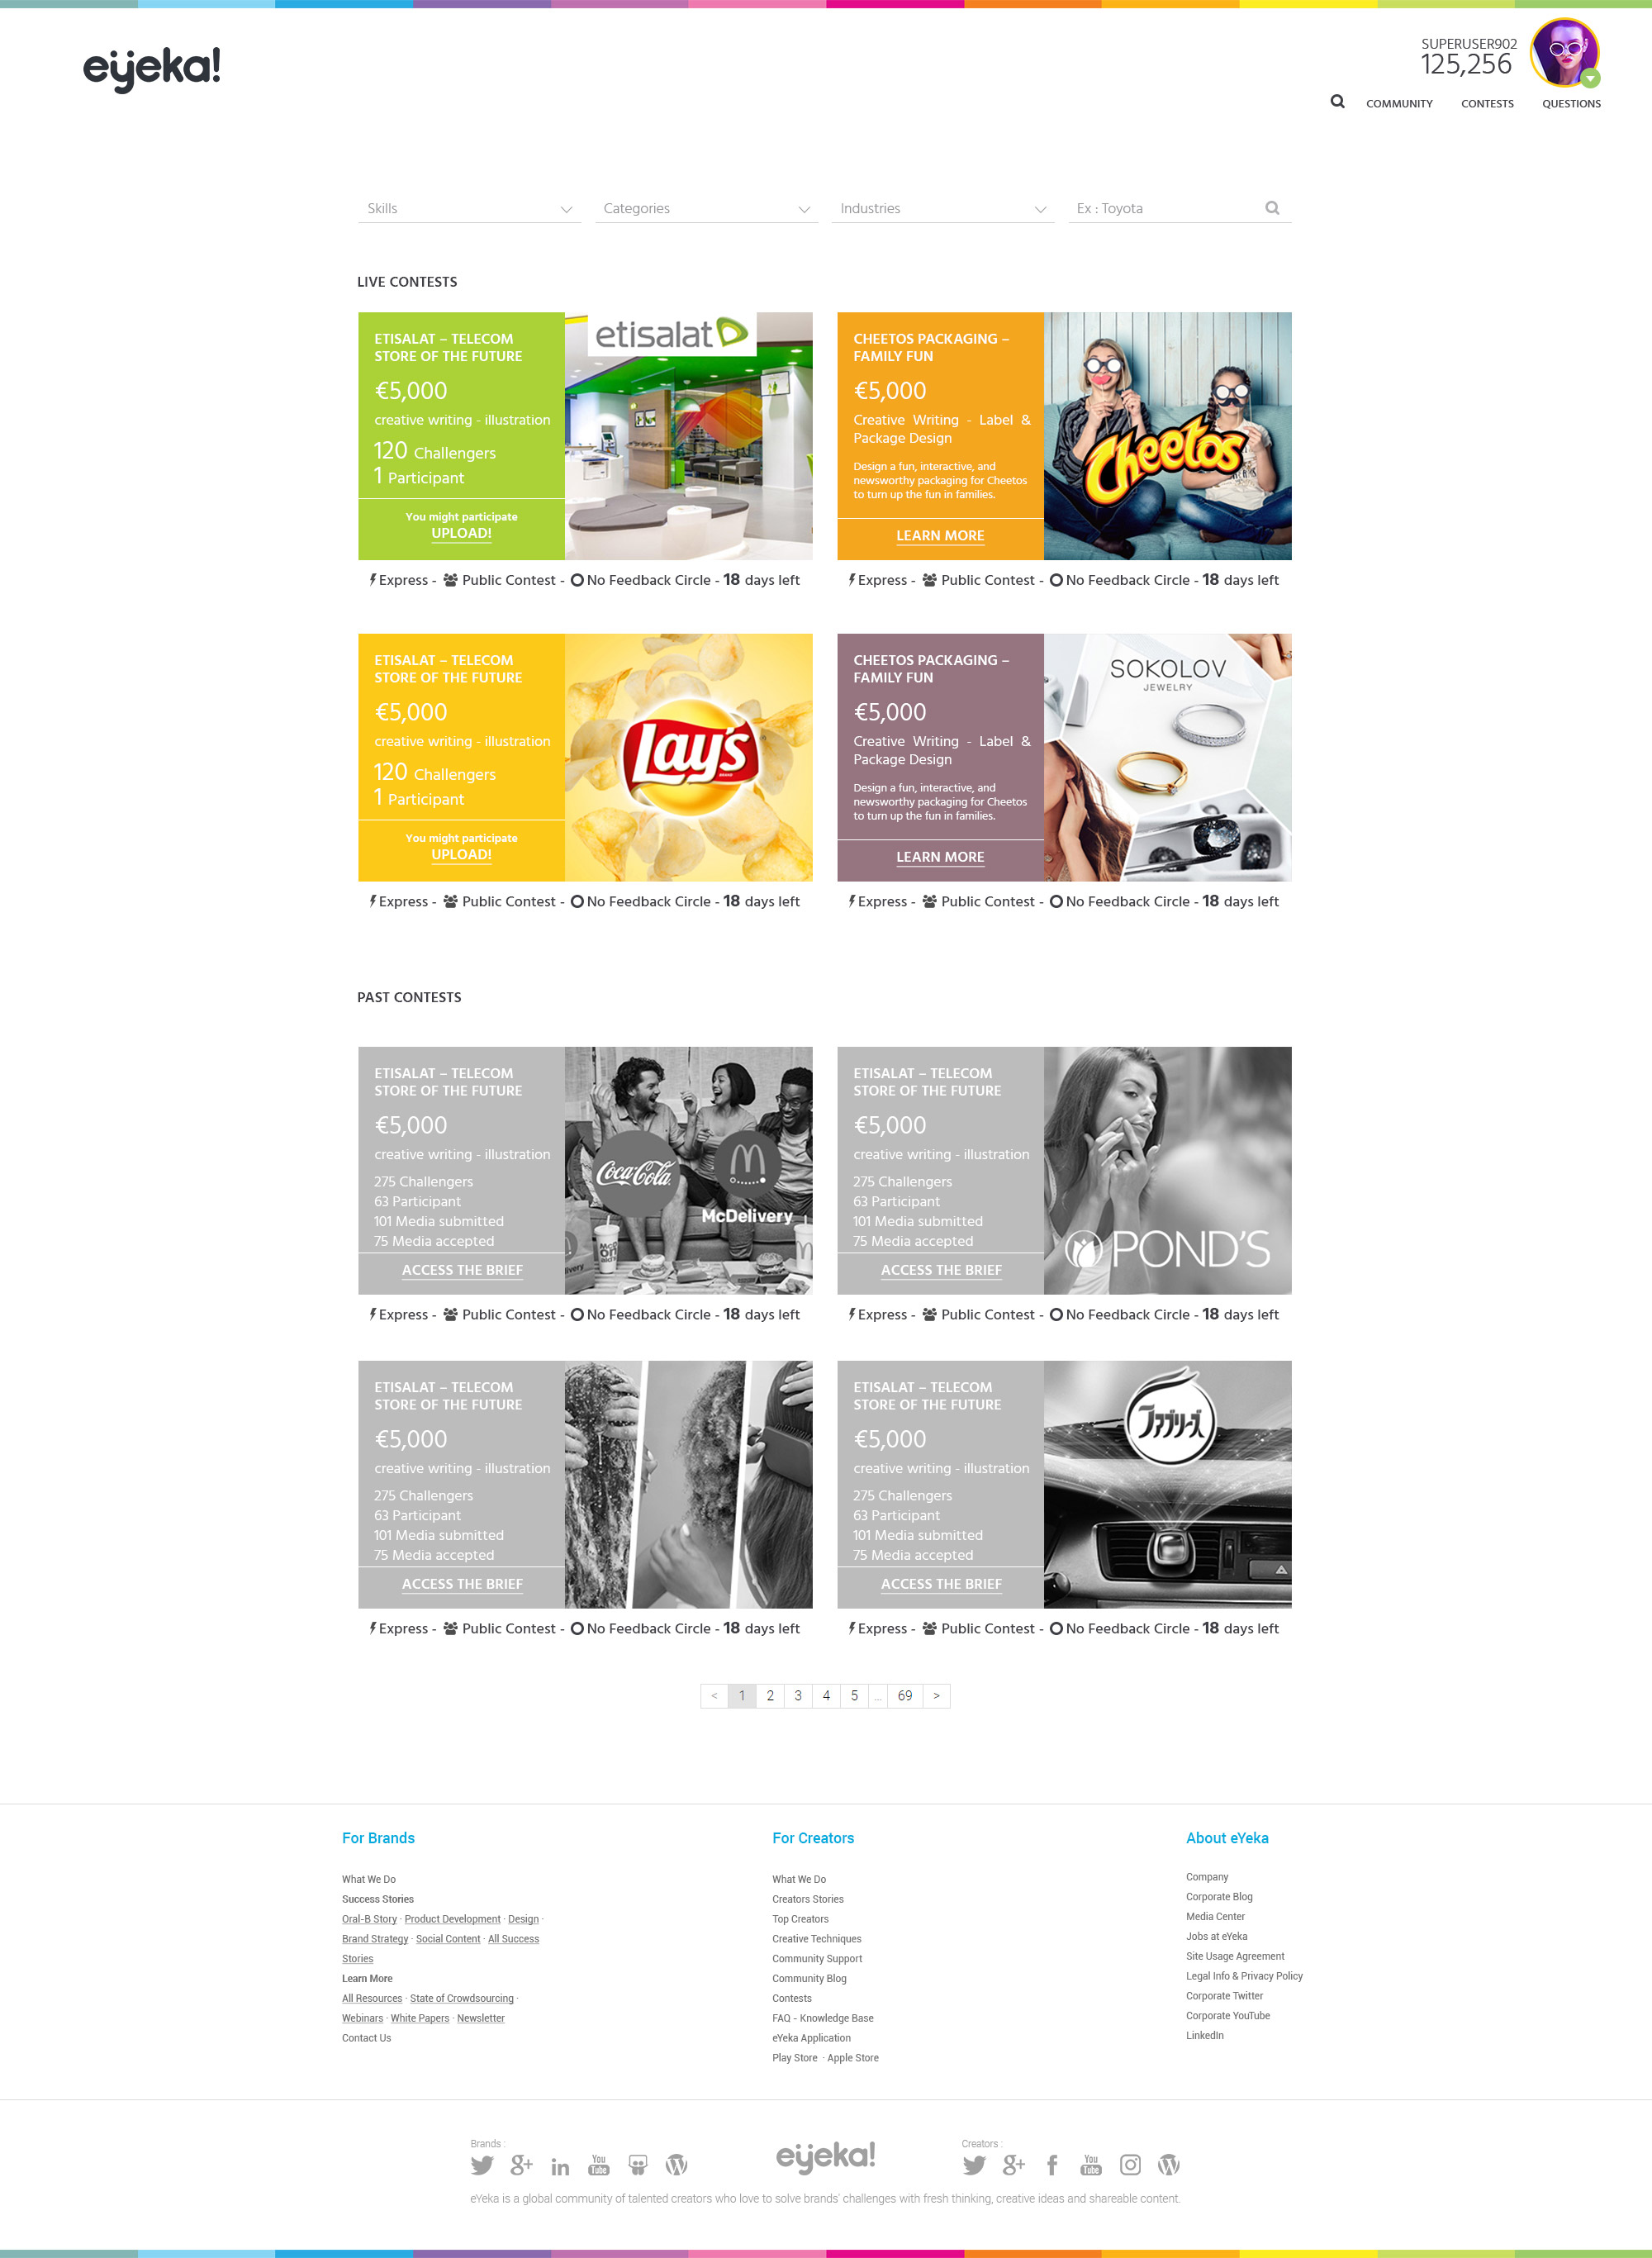 eyeka!
SUPERUSER902
125,256
COMMUNITY CONTESTS QUESTIONS
Skills Categories Industries Ex : Toyota
LIVE CONTESTS
ETISALAT – TELECOM
STORE OF THE FUTURE
€5,000
creative writing - illustration
120 Challengers
1 Participant
You might participate
UPLOAD!
etisalat
Express - Public Contest - No Feedback Circle - 18 days left
CHEETOS PACKAGING –
FAMILY FUN
€5,000
Creative Writing - Label &
Package Design
Design a fun, interactive, and
newsworthy packaging for Cheetos
to turn up the fun in families.
LEARN MORE
Cheetos
Express - Public Contest - No Feedback Circle - 18 days left
ETISALAT – TELECOM
STORE OF THE FUTURE
€5,000
creative writing - illustration
120 Challengers
1 Participant
You might participate
UPLOAD!
Lay's
BRAND
Express - Public Contest - No Feedback Circle - 18 days left
CHEETOS PACKAGING –
FAMILY FUN
€5,000
Creative Writing - Label &
Package Design
Design a fun, interactive, and
newsworthy packaging for Cheetos
to turn up the fun in families.
LEARN MORE
SOKOLOV
JEWELRY
Express - Public Contest - No Feedback Circle - 18 days left
PAST CONTESTS
ETISALAT – TELECOM
STORE OF THE FUTURE
€5,000
creative writing - illustration
275 Challengers
63 Participant
101 Media submitted
75 Media accepted
ACCESS THE BRIEF
Coca-Cola
McDelivery
Express - Public Contest - No Feedback Circle - 18 days left
ETISALAT – TELECOM
STORE OF THE FUTURE
€5,000
creative writing - illustration
275 Challengers
63 Participant
101 Media submitted
75 Media accepted
ACCESS THE BRIEF
POND'S
Express - Public Contest - No Feedback Circle - 18 days left
ETISALAT – TELECOM
STORE OF THE FUTURE
€5,000
creative writing - illustration
275 Challengers
63 Participant
101 Media submitted
75 Media accepted
ACCESS THE BRIEF
Express - Public Contest - No Feedback Circle - 18 days left
ETISALAT – TELECOM
STORE OF THE FUTURE
€5,000
creative writing - illustration
275 Challengers
63 Participant
101 Media submitted
75 Media accepted
ACCESS THE BRIEF
ファブリーズ
Express - Public Contest - No Feedback Circle - 18 days left
< 1 2 3 4 5 ... 69 >
For Brands
What We Do
Success Stories
Oral-B Story · Product Development · Design ·
Brand Strategy · Social Content · All Success
Stories
Learn More
All Resources · State of Crowdsourcing ·
Webinars · White Papers · Newsletter
Contact Us
For Creators
What We Do
Creators Stories
Top Creators
Creative Techniques
Community Support
Community Blog
Contests
FAQ - Knowledge Base
eYeka Application
Play Store · Apple Store
About eYeka
Company
Corporate Blog
Media Center
Jobs at eYeka
Site Usage Agreement
Legal Info & Privacy Policy
Corporate Twitter
Corporate YouTube
LinkedIn
Brands :
g+ in You Tube
eyeka!
Creators :
g+ f You Tube
eYeka is a global community of talented creators who love to solve brands' challenges with fresh thinking, creative ideas and shareable content.